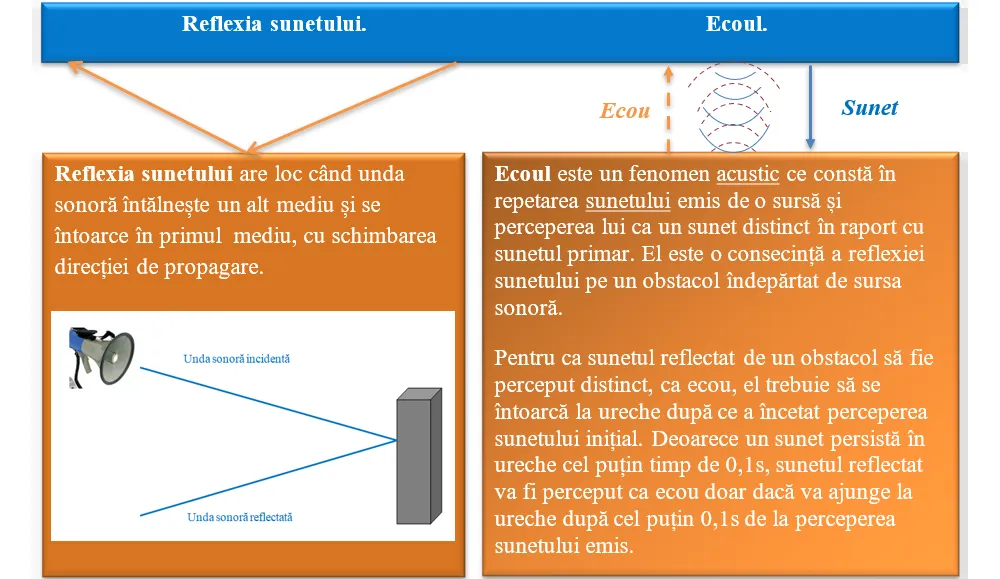 Reflexia sunetului.
Ecoul.
Ecou
Sunet
Reflexia sunetului are loc când unda
sonoră întâlnește un alt mediu și se
întoarce în primul mediu, cu schimbarea
direcției de propagare.
Unda sonoră incidentă
Unda sonoră reflectată
Ecoul este un fenomen acustic ce constă în
repetarea sunetului emis de o sursă și
perceperea lui ca un sunet distinct în raport cu
sunetul primar. El este o consecință a reflexiei
sunetului pe un obstacol îndepărtat de sursa
sonoră.
Pentru ca sunetul reflectat de un obstacol să fie
perceput distinct, ca ecou, el trebuie să se
întoarcă la ureche după ce a încetat perceperea
sunetului inițial. Deoarece un sunet persistă în
ureche cel puțin timp de 0,1s, sunetul reflectat
va fi perceput ca ecou doar dacă va ajunge la
ureche după cel puțin 0,1s de la perceperea
sunetului emis.